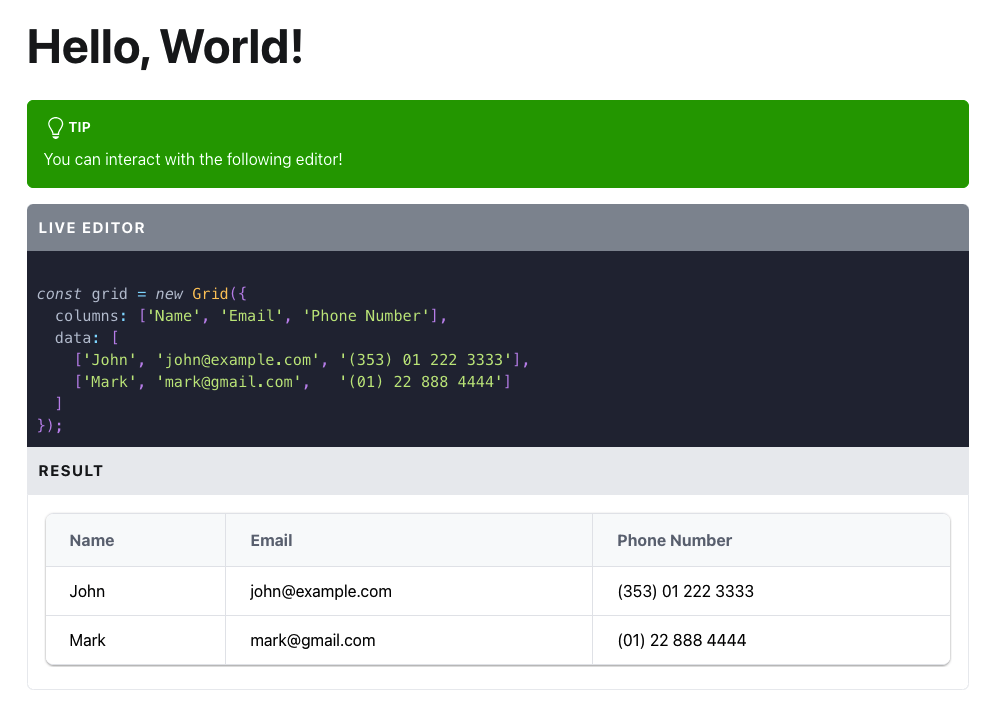 Hello, World!
TIP
You can interact with the following editor!
LIVE EDITOR
const grid = new Grid({
  columns: ['Name', 'Email', 'Phone Number'],
  data: [
    ['John', 'john@example.com', '(353) 01 222 3333'],
    ['Mark', 'mark@gmail.com',   '(01) 22 888 4444']
  ]
});
RESULT
Name Email Phone Number
John john@example.com (353) 01 222 3333
Mark mark@gmail.com (01) 22 888 4444